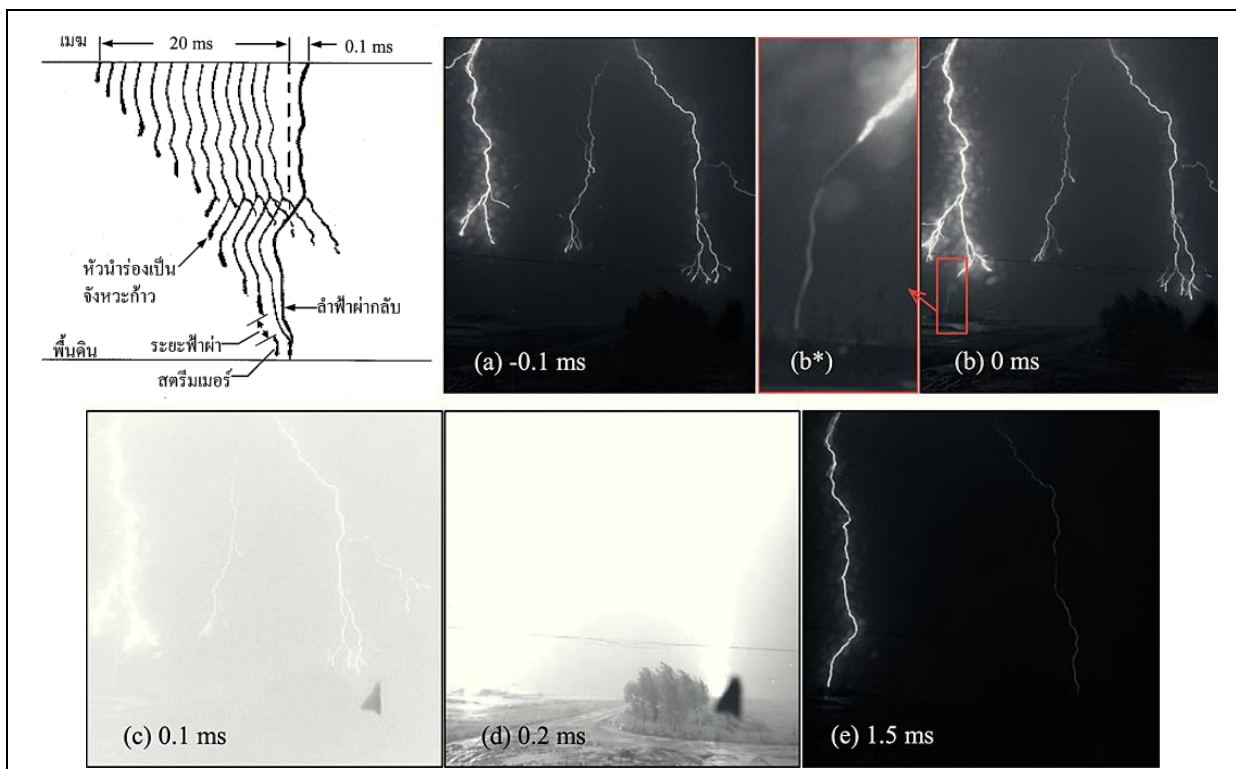 เมฆ
20 ms
0.1 ms
หัวนำร่องเป็น
จังหวะก้าว
ลำฟ้าผ่ากลับ
ระยะฟ้าผ่า
พื้นดิน
สตรีมเมอร์
(a) -0.1 ms
(b*)
(b) 0 ms
(c) 0.1 ms
(d) 0.2 ms
(e) 1.5 ms